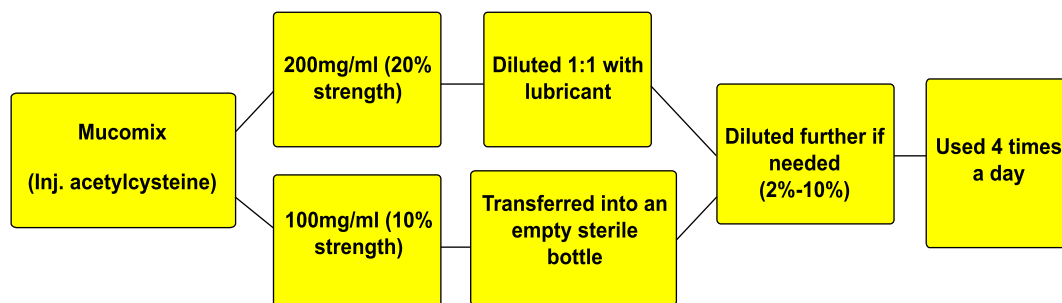 Mucomix
(Inj. acetylcysteine)
200mg/ml (20%
strength)
Diluted 1:1 with
lubricant
100mg/ml (10%
strength)
Transferred into an
empty sterile
bottle
Diluted further if
needed
(2%-10%)
Used 4 times
a day